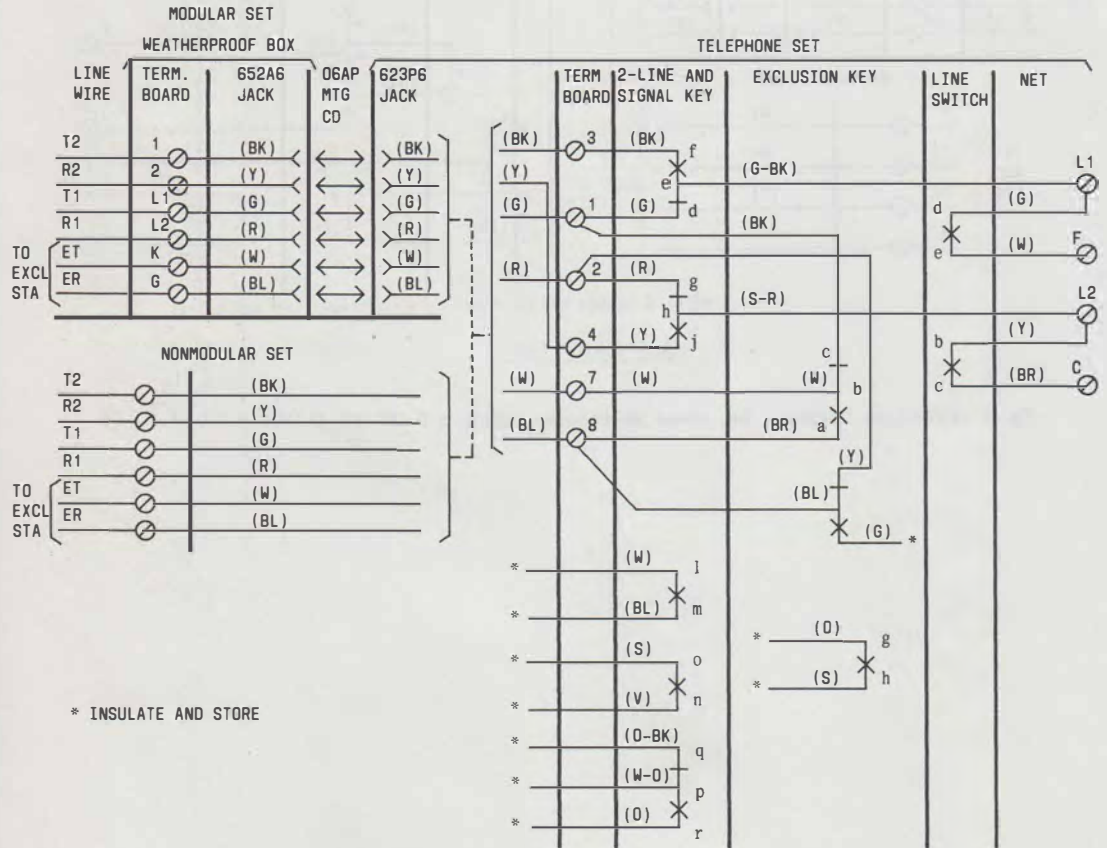 MODULAR SET
WEATHERPROOF BOX
TELEPHONE SET
LINE WIRE
TERM. BOARD
652A6 JACK
O6AP MTG CD
623P6 JACK
TERM BOARD
2-LINE AND SIGNAL KEY
EXCLUSION KEY
LINE SWITCH
NET
T2 1 (BK) (BK)
R2 2 (Y) (Y)
T1 L1 (G) (G)
R1 L2 (R) (R)
TO EXCL STA
ET K (W) (W)
ER G (BL) (BL)
NONMODULAR SET
T2 (BK)
R2 (Y)
T1 (G)
R1 (R)
TO EXCL STA
ET (W)
ER (BL)
(BK) 3 (BK) f
(Y) e (G-BK) L1
(G) 1 (G) d (BK)
d (G)
e (W) F
(R) 2 (R) g
h (S-R) L2
4 (Y) j
b (Y)
c (BR) C
c
(W) 7 (W) (W) b
(BL) 8 (BR) a
(Y)
(BL)
(G) *
* (W) l
* (BL) m
* (O) g
* (S) h
* (S) o
* (V) n
* (O-BK) q
* (W-O) p
* (O) r
* INSULATE AND STORE